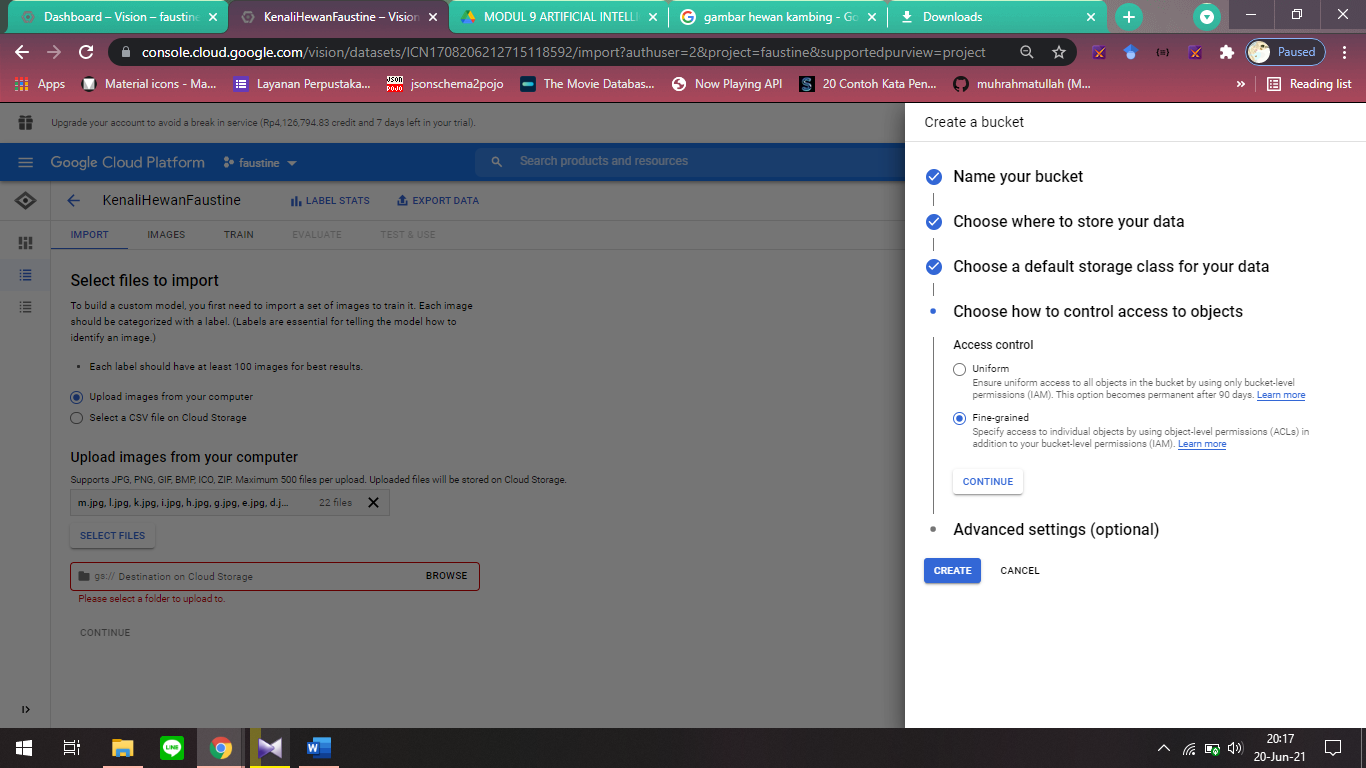 Dashboard – Vision – faustine
KenaliHewanFaustine – Vision
MODUL 9 ARTIFICIAL INTELLI
gambar hewan kambing - Go
Downloads
console.cloud.google.com/vision/datasets/ICN1708206212715118592/import?authuser=2&project=faustine&supportedpurview=project
Paused
Apps
Material icons - Ma...
Layanan Perpustaka...
jsonschema2pojo
The Movie Databas...
Now Playing API
20 Contoh Kata Pen...
muhrahmatullah (M...
»
Reading list
Upgrade your account to avoid a break in service (Rp4,126,794.83 credit and 7 days left in your trial).
Google Cloud Platform
faustine
Search products and resources
KenaliHewanFaustine
LABEL STATS
EXPORT DATA
IMPORT
IMAGES
TRAIN
EVALUATE
TEST & USE
Select files to import
To build a custom model, you first need to import a set of images to train it. Each image
should be categorized with a label. (Labels are essential for telling the model how to
identify an image.)
• Each label should have at least 100 images for best results.
Upload images from your computer
Select a CSV file on Cloud Storage
Upload images from your computer
Supports JPG, PNG, GIF, BMP, ICO, ZIP. Maximum 500 files per upload. Uploaded files will be stored on Cloud Storage.
m.jpg, l.jpg, k.jpg, i.jpg, h.jpg, g.jpg, e.jpg, d.j...
22 files
SELECT FILES
gs:// Destination on Cloud Storage
BROWSE
Please select a folder to upload to.
CONTINUE
Create a bucket
Name your bucket
Choose where to store your data
Choose a default storage class for your data
Choose how to control access to objects
Access control
Uniform
Ensure uniform access to all objects in the bucket by using only bucket-level
permissions (IAM). This option becomes permanent after 90 days. Learn more
Fine-grained
Specify access to individual objects by using object-level permissions (ACLs) in
addition to your bucket-level permissions (IAM). Learn more
CONTINUE
Advanced settings (optional)
CREATE
CANCEL
20:17
20-Jun-21